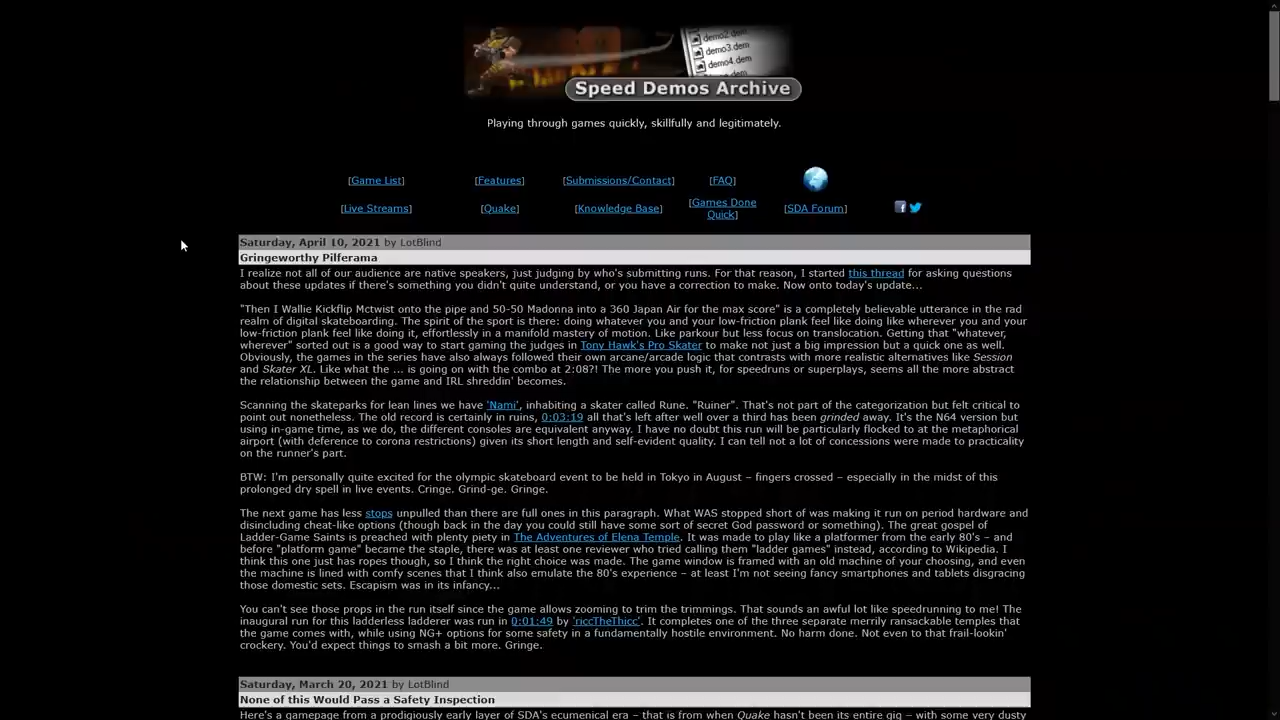 demo2.dem
demo3.dem
demo4.dem
Speed Demos Archive
Playing through games quickly, skillfully and legitimately.
[Game List] [Features] [Submissions/Contact] [FAQ]
[Live Streams] [Quake] [Knowledge Base] [Games Done Quick] [SDA Forum]
Saturday, April 10, 2021 by LotBlind
Gringeworthy Pilferama
I realize not all of our audience are native speakers, just judging by who's submitting runs. For that reason, I started this thread for asking questions
about these updates if there's something you didn't quite understand, or you have a correction to make. Now onto today's update...
"Then I Wallie Kickflip Mctwist onto the pipe and 50-50 Madonna into a 360 Japan Air for the max score" is a completely believable utterance in the rad
realm of digital skateboarding. The spirit of the sport is there: doing whatever you and your low-friction plank feel like doing like wherever you and your
low-friction plank feel like doing it, effortlessly in a manifold mastery of motion. Like parkour but less focus on translocation. Getting that "whatever,
wherever" sorted out is a good way to start gaming the judges in Tony Hawk's Pro Skater to make not just a big impression but a quick one as well.
Obviously, the games in the series have also always followed their own arcane/arcade logic that contrasts with more realistic alternatives like Session
and Skater XL. Like what the ... is going on with the combo at 2:08?! The more you push it, for speedruns or superplays, seems all the more abstract
the relationship between the game and IRL shreddin' becomes.
Scanning the skateparks for lean lines we have 'Nami', inhabiting a skater called Rune. "Ruiner". That's not part of the categorization but felt critical to
point out nonetheless. The old record is certainly in ruins, 0:03:19 all that's left after well over a third has been grinded away. It's the N64 version but
using in-game time, as we do, the different consoles are equivalent anyway. I have no doubt this run will be particularly flocked to at the metaphorical
airport (with deference to corona restrictions) given its short length and self-evident quality. I can tell not a lot of concessions were made to practicality
on the runner's part.
BTW: I'm personally quite excited for the olympic skateboard event to be held in Tokyo in August – fingers crossed – especially in the midst of this
prolonged dry spell in live events. Cringe. Grind-ge. Gringe.
The next game has less stops unpulled than there are full ones in this paragraph. What WAS stopped short of was making it run on period hardware and
disincluding cheat-like options (though back in the day you could still have some sort of secret God password or something). The great gospel of
Ladder-Game Saints is preached with plenty piety in The Adventures of Elena Temple. It was made to play like a platformer from the early 80's – and
before "platform game" became the staple, there was at least one reviewer who tried calling them "ladder games" instead, according to Wikipedia. I
think this one just has ropes though, so I think the right choice was made. The game window is framed with an old machine of your choosing, and even
the machine is lined with comfy scenes that I think also emulate the 80's experience – at least I'm not seeing fancy smartphones and tablets disgracing
those domestic sets. Escapism was in its infancy...
You can't see those props in the run itself since the game allows zooming to trim the trimmings. That sounds an awful lot like speedrunning to me! The
inaugural run for this ladderless ladderer was run in 0:01:49 by 'riccTheThicc'. It completes one of the three separate merrily ransackable temples that
the game comes with, while using NG+ options for some safety in a fundamentally hostile environment. No harm done. Not even to that frail-lookin'
crockery. You'd expect things to smash a bit more. Gringe.
Saturday, March 20, 2021 by LotBlind
None of this Would Pass a Safety Inspection
Here's a gamepage from a prodigiously early layer of SDA's ecumenical era – that is from when Quake hasn't been its entire gig – with some very dusty